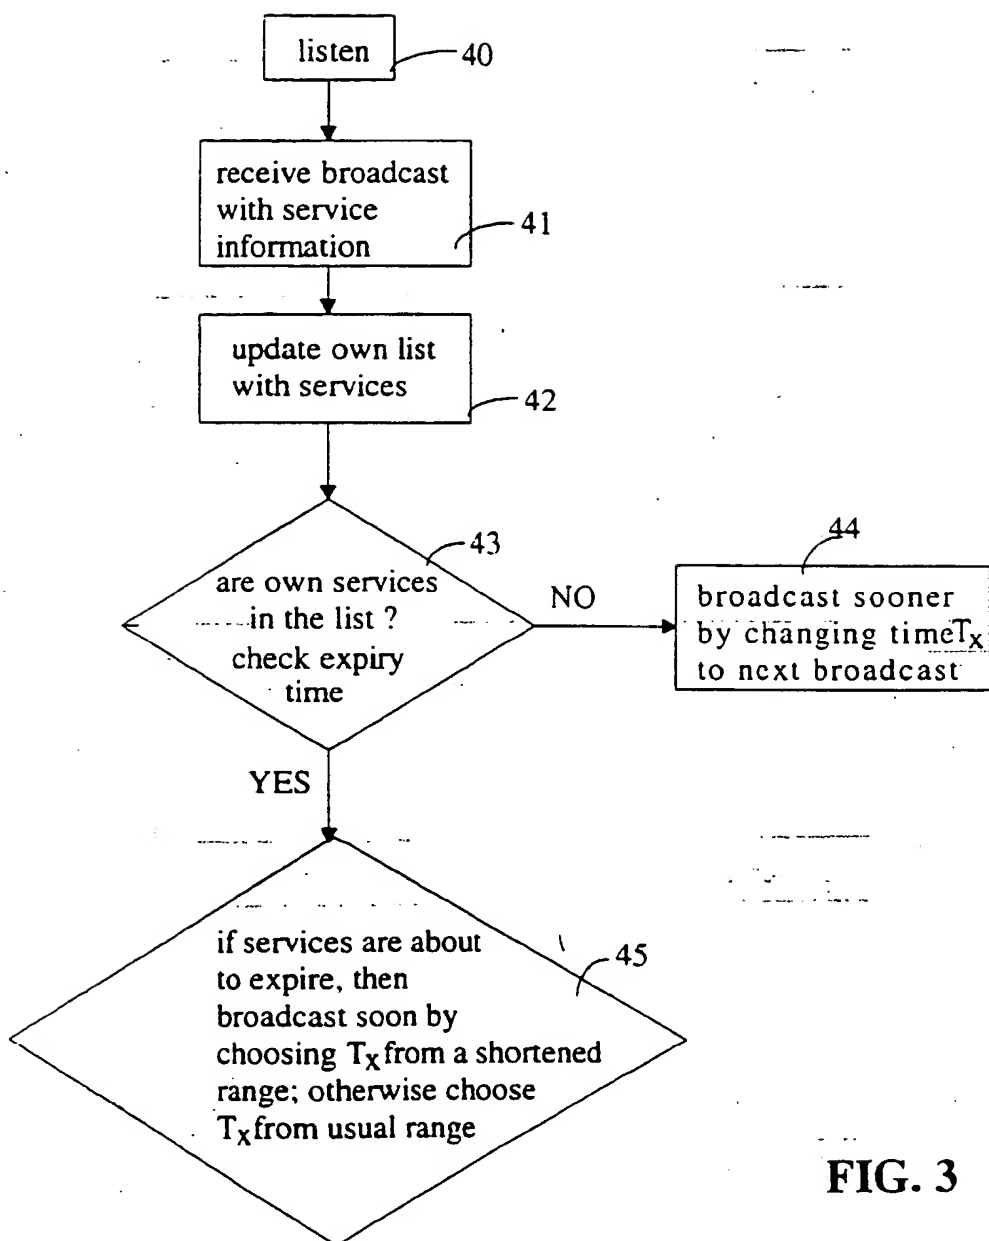 listen
40
receive broadcast
with service
information
41
update own list
with services
42
43
are own services
in the list ?
check expiry
time
NO
44
broadcast sooner
by changing time Tx
to next broadcast
YES
if services are about
to expire, then
broadcast soon by
choosing Tx from a shortened
range; otherwise choose
Tx from usual range
45
FIG. 3